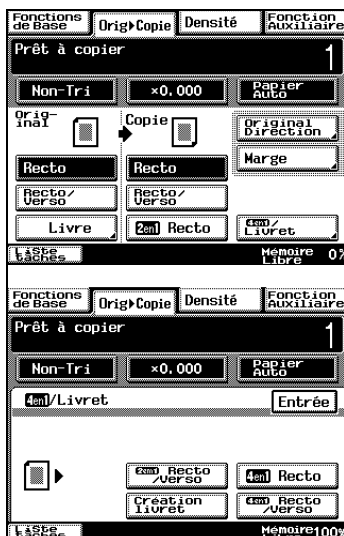 Fonctions
de Base
Orig▸Copie
Densité
Fonction
Auxiliaire
Prêt à copier
1
Non-Tri
×0.000
Papier
Auto
Orig-
inal
Copie
Original
Direction
Recto
Recto
Marge
Recto/
Verso
Recto/
Verso
Livre
2en1 Recto
4en1/
Livret
Liste
tâches
Mémoire
Libre
0%
Fonctions
de Base
Orig▸Copie
Densité
Fonction
Auxiliaire
Prêt à copier
1
Non-Tri
×0.000
Papier
Auto
4en1/Livret
Entrée
2en1 Recto
/Verso
4en1 Recto
Création
livret
4en1 Recto
/Verso
Liste
tâches
Mémoire100%